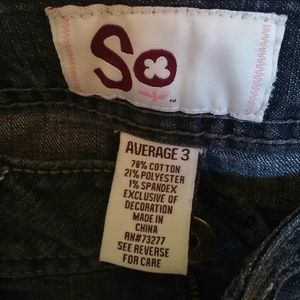 So
TM
AVERAGE 3
78% COTTON
21% POLYESTER
1% SPANDEX
EXCLUSIVE OF
DECORATION
MADE IN
CHINA
RN#73277
SEE REVERSE
FOR CARE